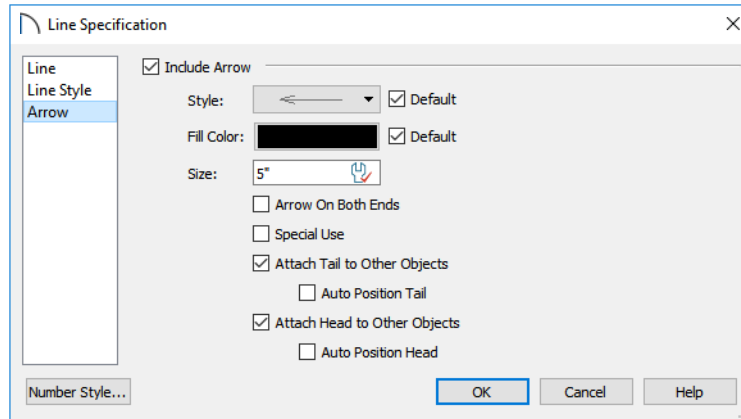 Line Specification
Line
Line Style
Arrow
Include Arrow
Style:
Default
Fill Color:
Default
Size:
5"
Arrow On Both Ends
Special Use
Attach Tail to Other Objects
Auto Position Tail
Attach Head to Other Objects
Auto Position Head
Number Style...
OK
Cancel
Help